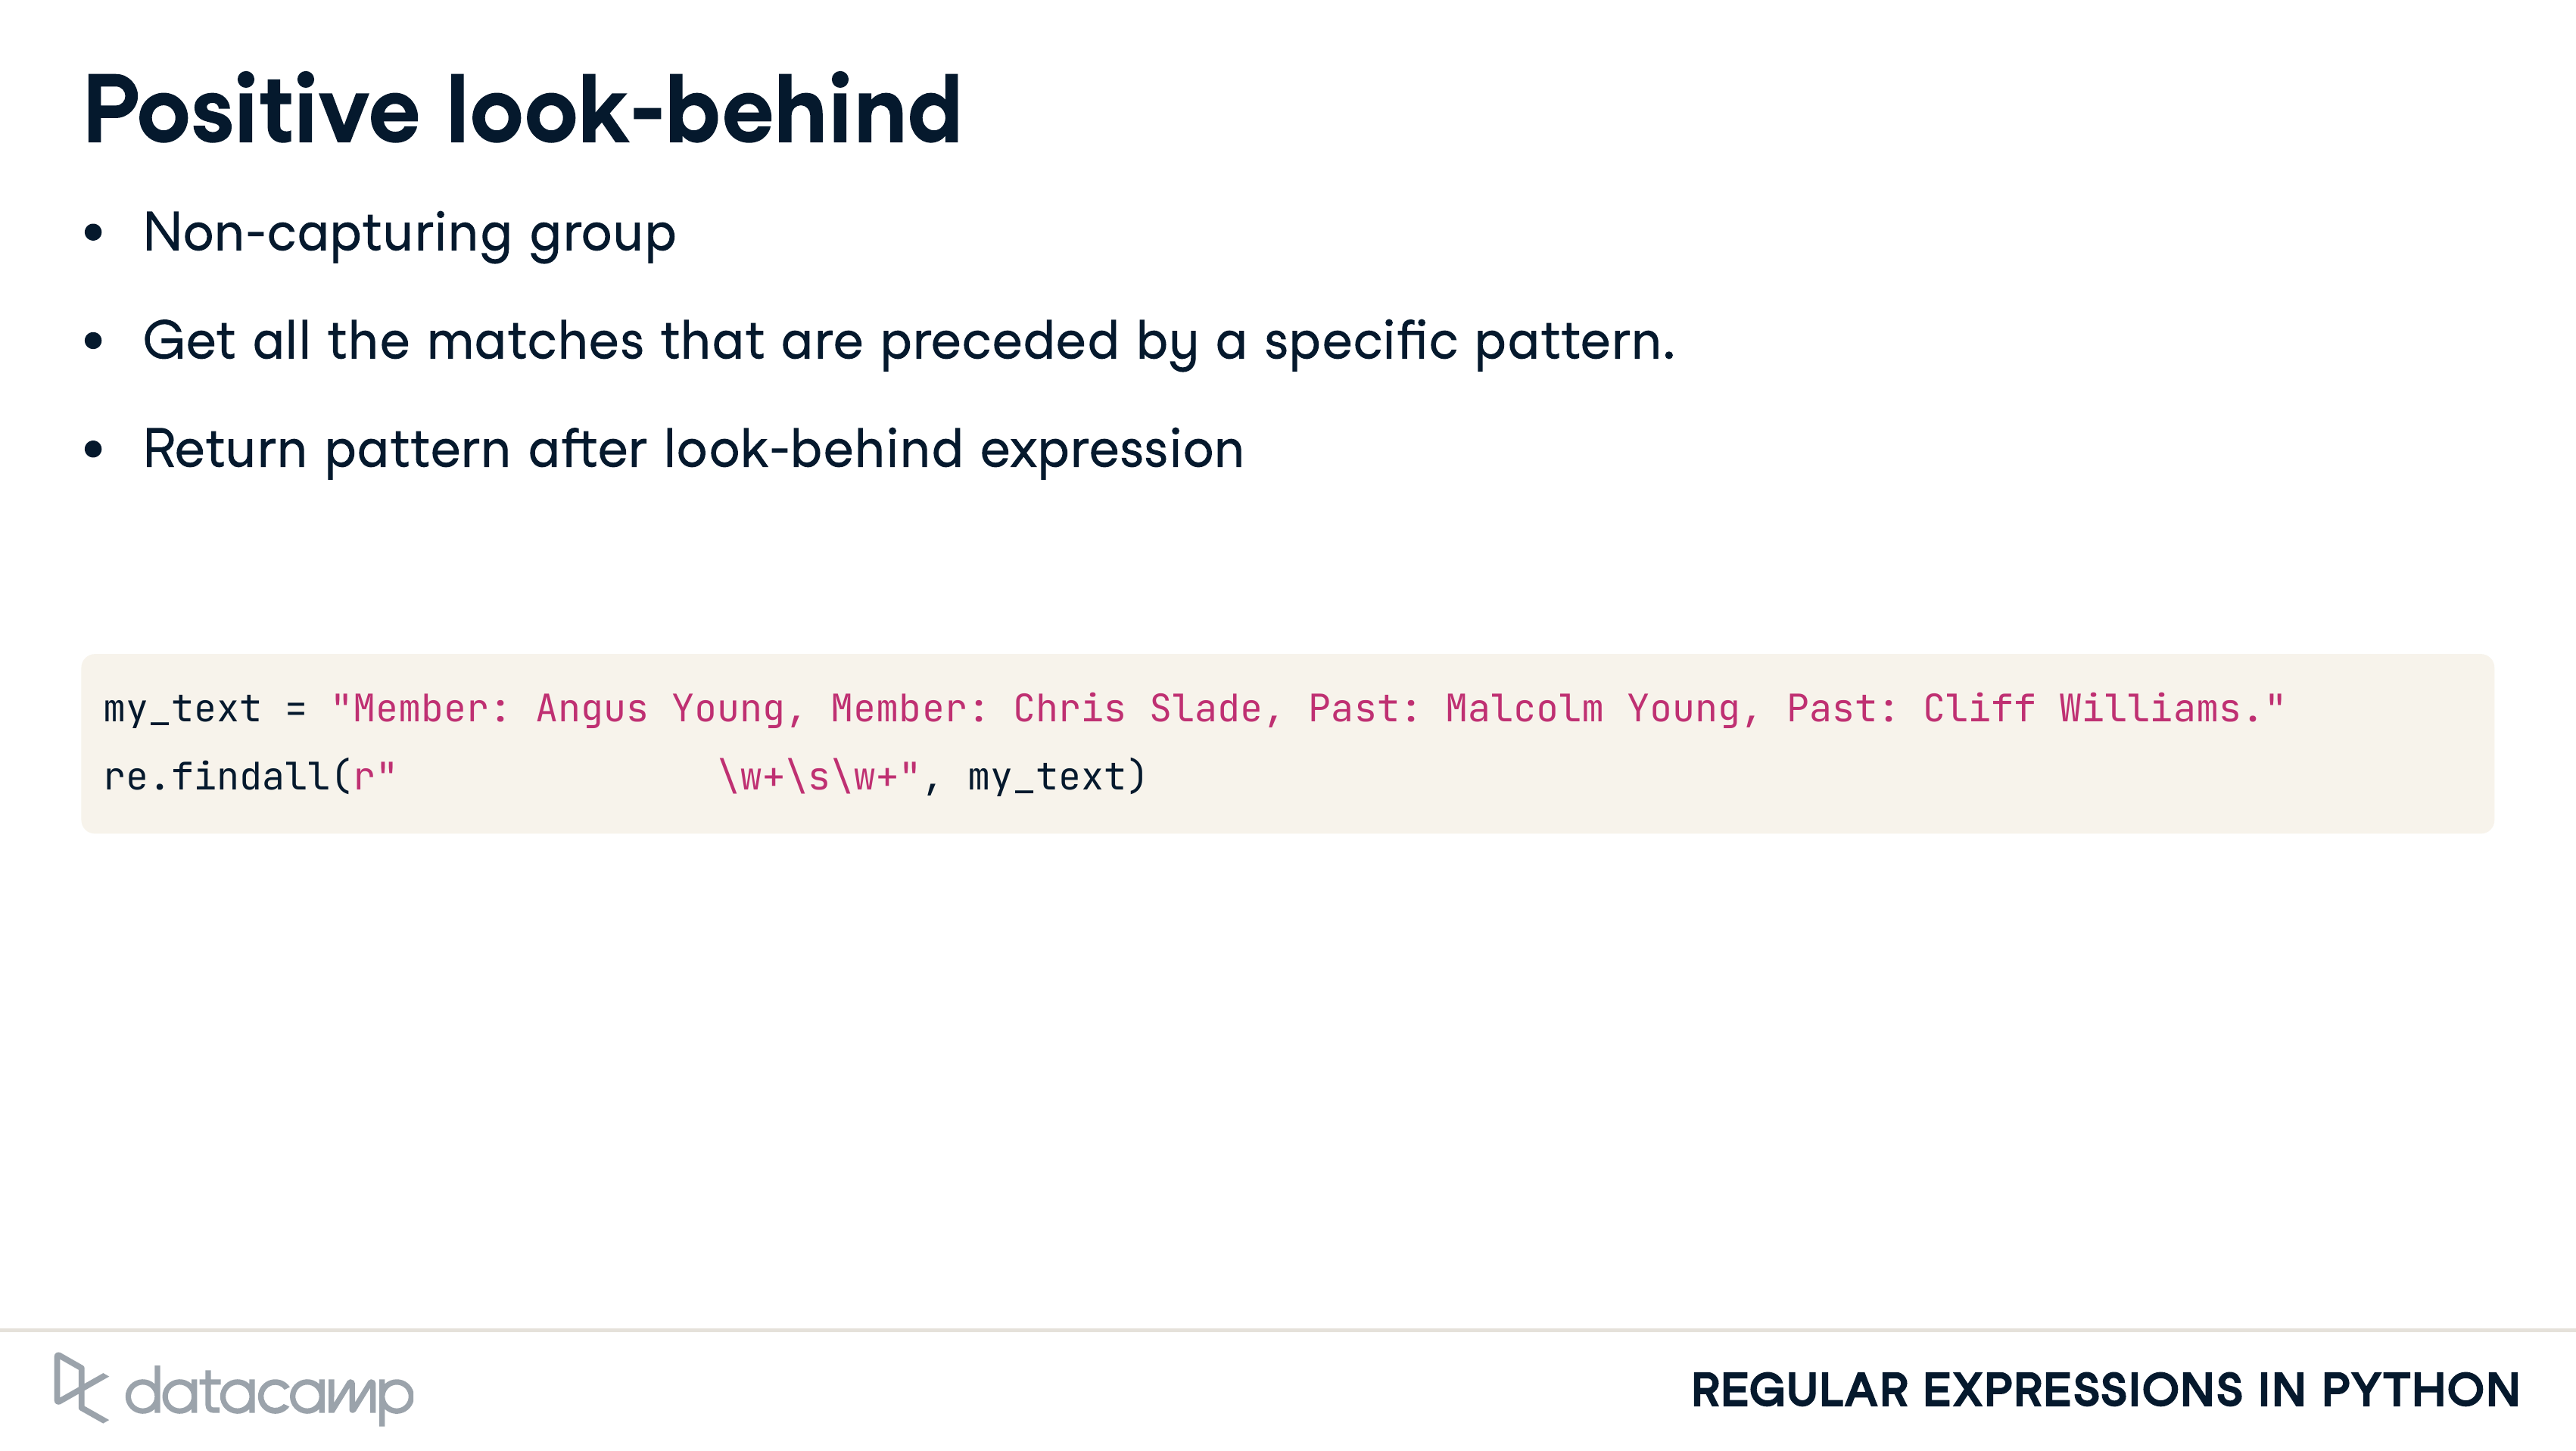 Positive look-behind
• Non-capturing group
• Get all the matches that are preceded by a specific pattern.
• Return pattern after look-behind expression
my_text = "Member: Angus Young, Member: Chris Slade, Past: Malcolm Young, Past: Cliff Williams."
re.findall(r"              \w+\s\w+", my_text)
datacamp
REGULAR EXPRESSIONS IN PYTHON